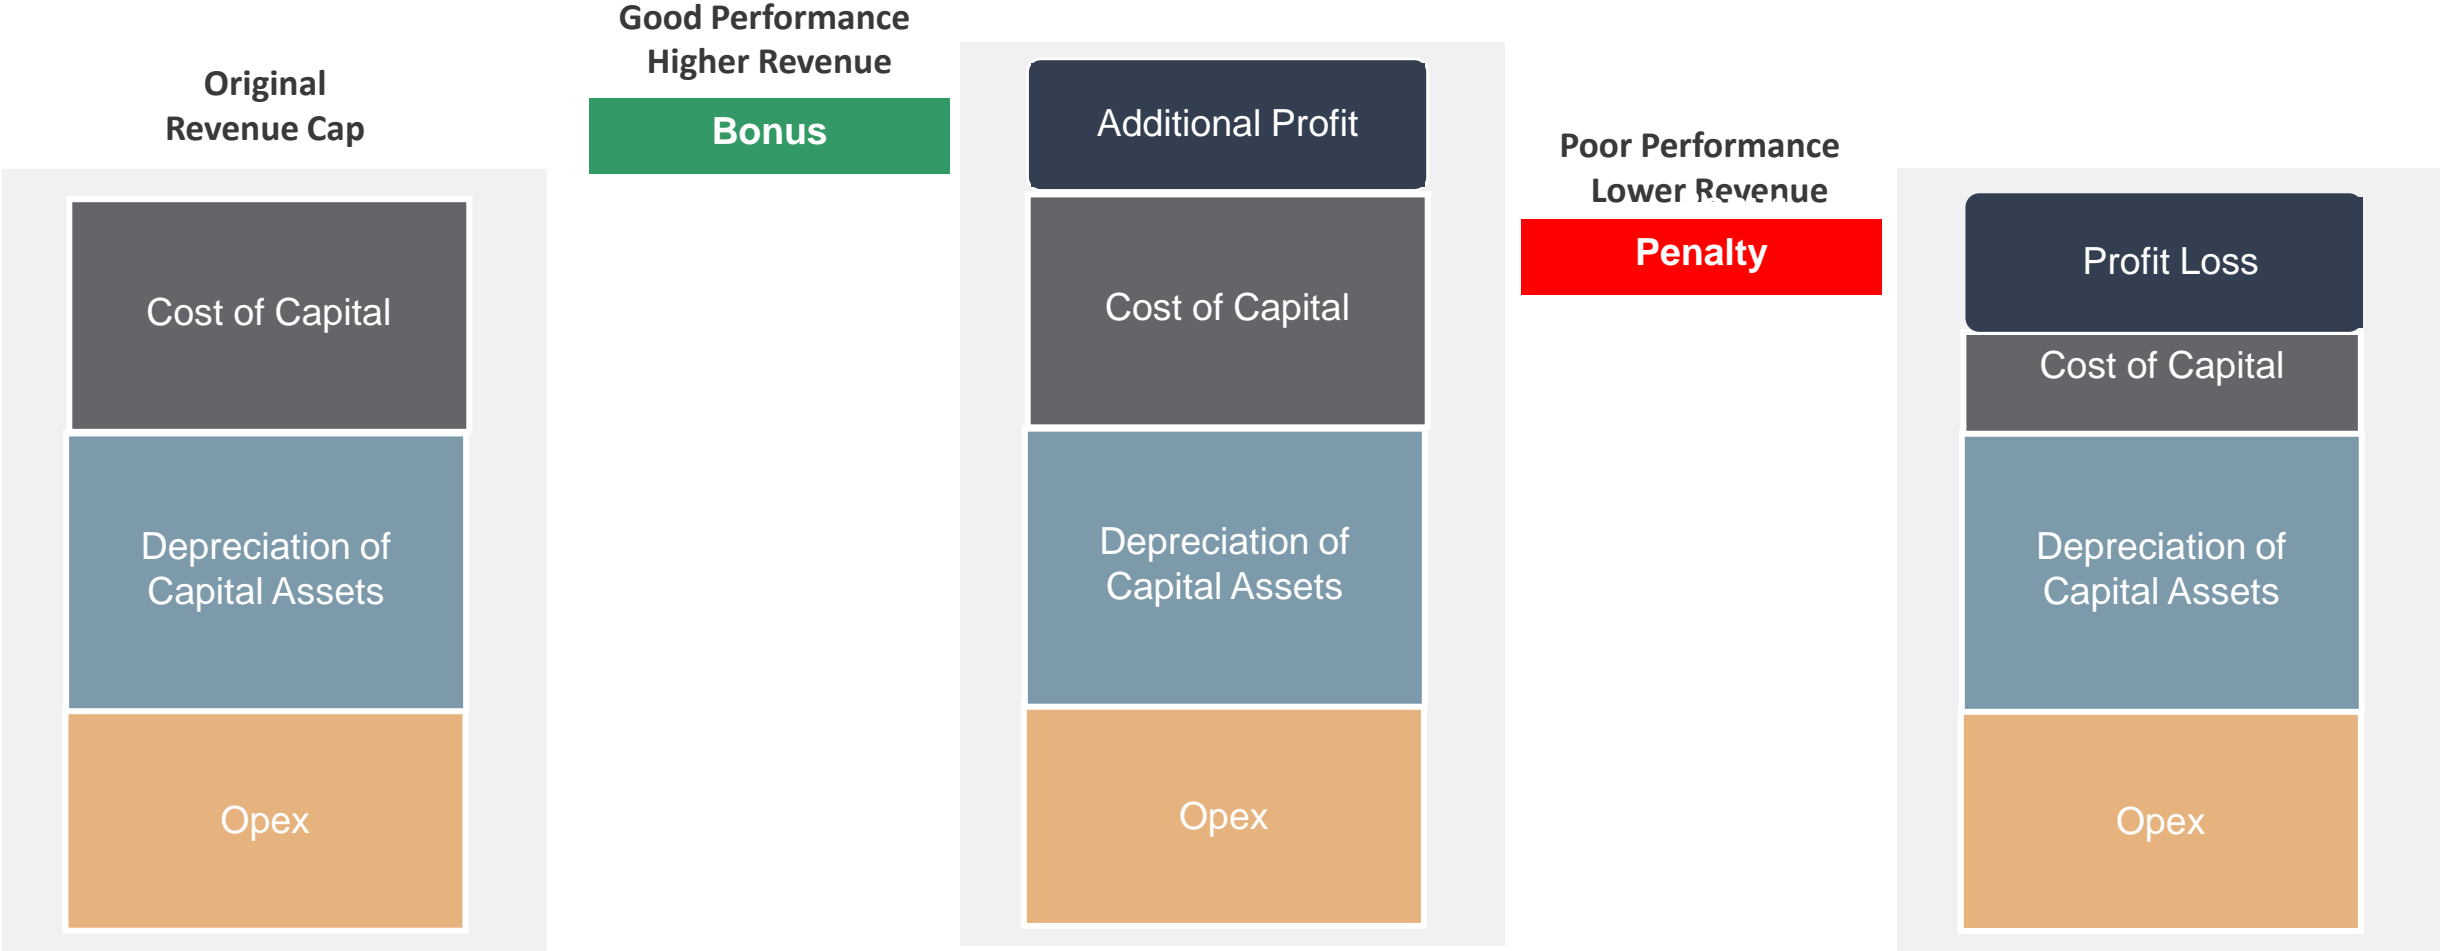 Original
Revenue Cap
Cost of Capital
Depreciation of
Capital Assets
Opex
Good Performance
Higher Revenue
Bonus
Additional Profit
Cost of Capital
Depreciation of
Capital Assets
Opex
Poor Performance
Lower Revenue
Penalty
Profit Loss
Cost of Capital
Depreciation of
Capital Assets
Opex